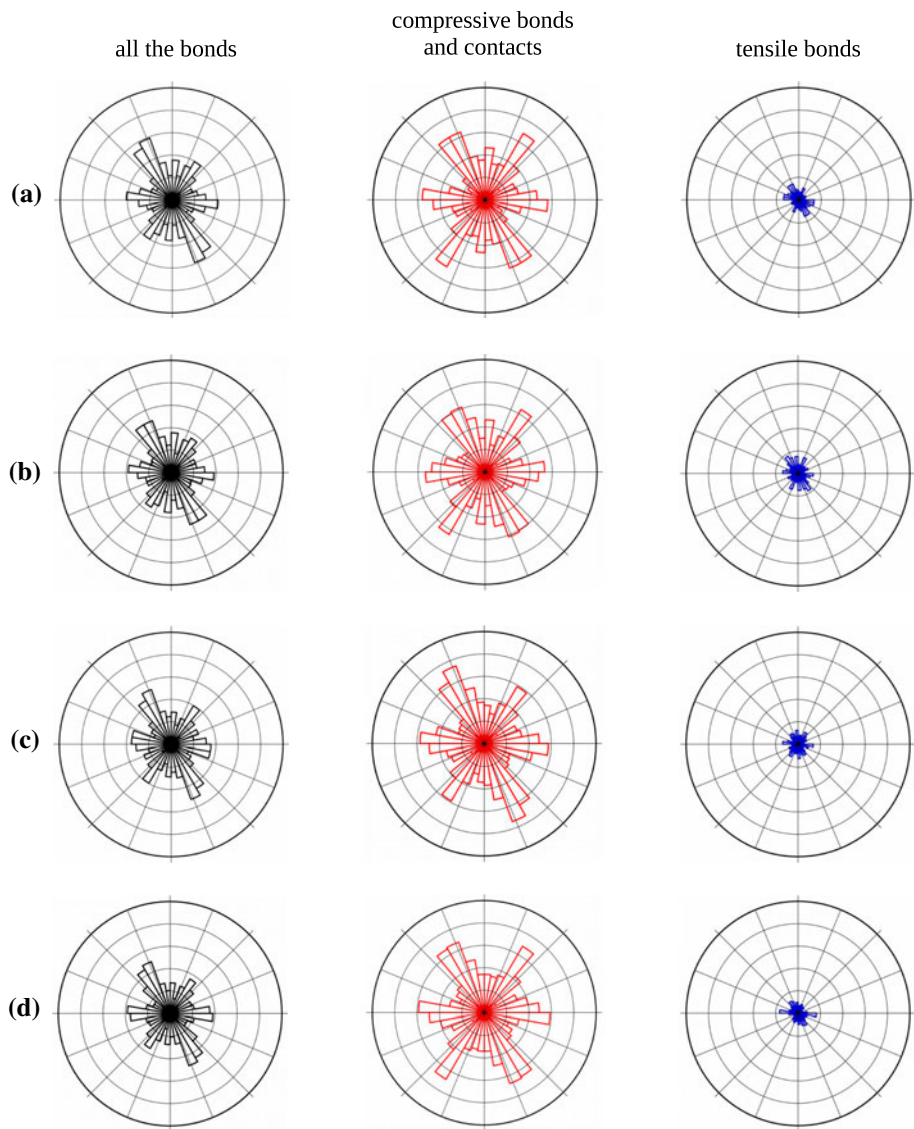 all the bonds
compressive bonds
and contacts
tensile bonds
(a)
(b)
(c)
(d)